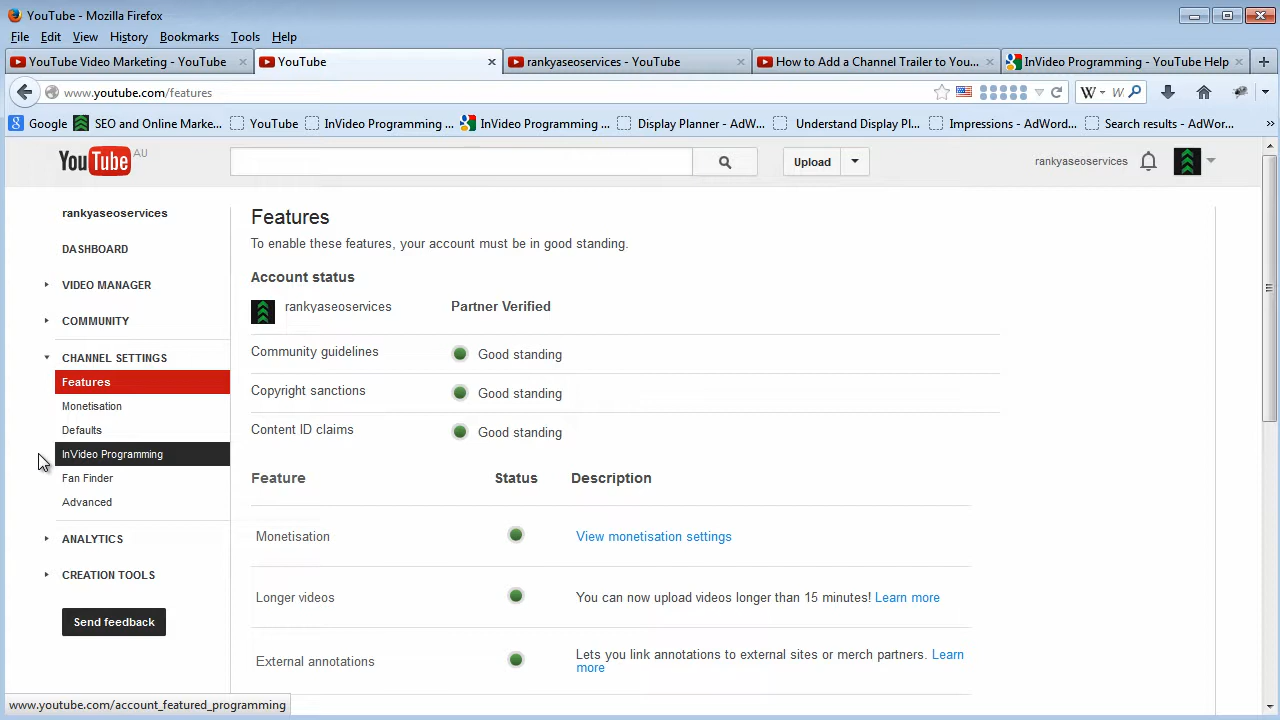 YouTube - Mozilla Firefox
File Edit View History Bookmarks Tools Help
YouTube Video Marketing - YouTube
YouTube
rankyaseoservices - YouTube
How to Add a Channel Trailer to You...
InVideo Programming - YouTube Help
www.youtube.com/features
Google
SEO and Online Marke...
YouTube
InVideo Programming ...
InVideo Programming ...
Display Planner - AdW...
Understand Display Pl...
Impressions - AdWord...
Search results - AdWor...
YouTube AU
Upload
rankyaseoservices
rankyaseoservices
DASHBOARD
VIDEO MANAGER
COMMUNITY
CHANNEL SETTINGS
Features
Monetisation
Defaults
InVideo Programming
Fan Finder
Advanced
ANALYTICS
CREATION TOOLS
Send feedback
Features
To enable these features, your account must be in good standing.
Account status
rankyaseoservices Partner Verified
Community guidelines Good standing
Copyright sanctions Good standing
Content ID claims Good standing
Feature Status Description
Monetisation View monetisation settings
Longer videos You can now upload videos longer than 15 minutes! Learn more
External annotations Lets you link annotations to external sites or merch partners. Learn
more
www.youtube.com/account_featured_programming